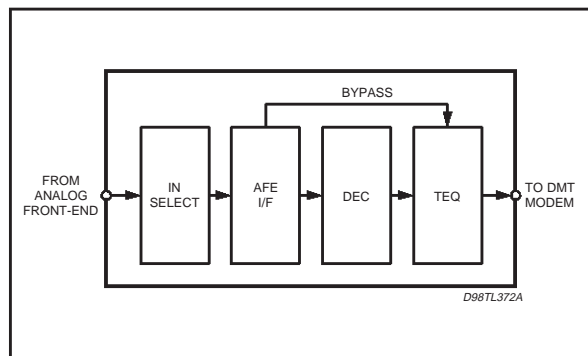 BYPASS
FROM
ANALOG
FRONT-END
IN
SELECT
AFE
I/F
DEC
TEQ
TO DMT
MODEM
D98TL372A